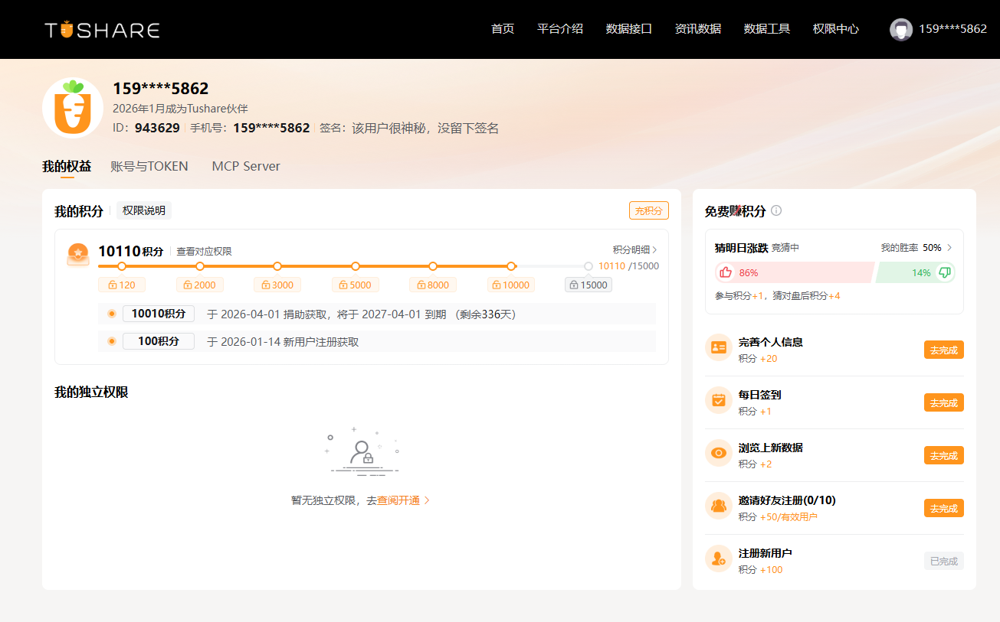 TUSHARE
首页 平台介绍 数据接口 资讯数据 数据工具 权限中心 159****5862
159****5862
2026年1月成为Tushare伙伴
ID：943629 手机号：159****5862 签名：该用户很神秘，没留下签名
我的权益 账号与TOKEN MCP Server
我的积分 权限说明 充积分
10110积分 查看对应权限 积分明细
10110 /15000
120 2000 3000 5000 8000 10000 15000
10010积分 于 2026-04-01 捐助获取，将于 2027-04-01 到期 （剩余336天）
100积分 于 2026-01-14 新用户注册获取
我的独立权限
暂无独立权限，去查阅开通
免费赚积分
猜明日涨跌 竞猜中 我的胜率 50%
86% 14%
参与积分+1，猜对盘后积分+4
完善个人信息
积分 +20
去完成
每日签到
积分 +1
去完成
浏览上新数据
积分 +2
去完成
邀请好友注册(0/10)
积分 +50/有效用户
去完成
注册新用户
积分 +100
已完成